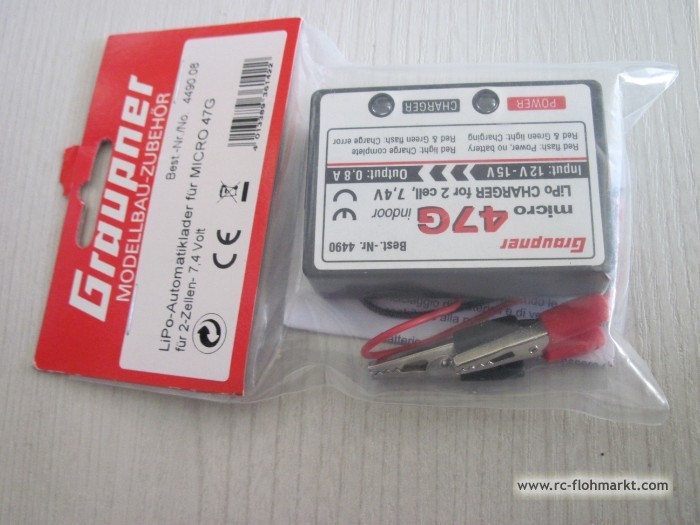 Graupner
MODELLBAU-ZUBEHÖR
Best.-Nr./No. 4490.08
LiPo-Automatiklader für MICRO 47G
für 2-Zellen- 7,4 Volt
CE
Graupner
Best.-Nr. 4490
micro 47G indoor
LiPo CHARGER for 2 cell, 7,4V
CE
Input: 12V -15V
Output: 0.8 A
Red flash: Power, no battery
Red light: Charge complete
Red & Green light: Charging
Red & Green flash: Charge error
POWER
CHARGER
www.rc-flohmarkt.com